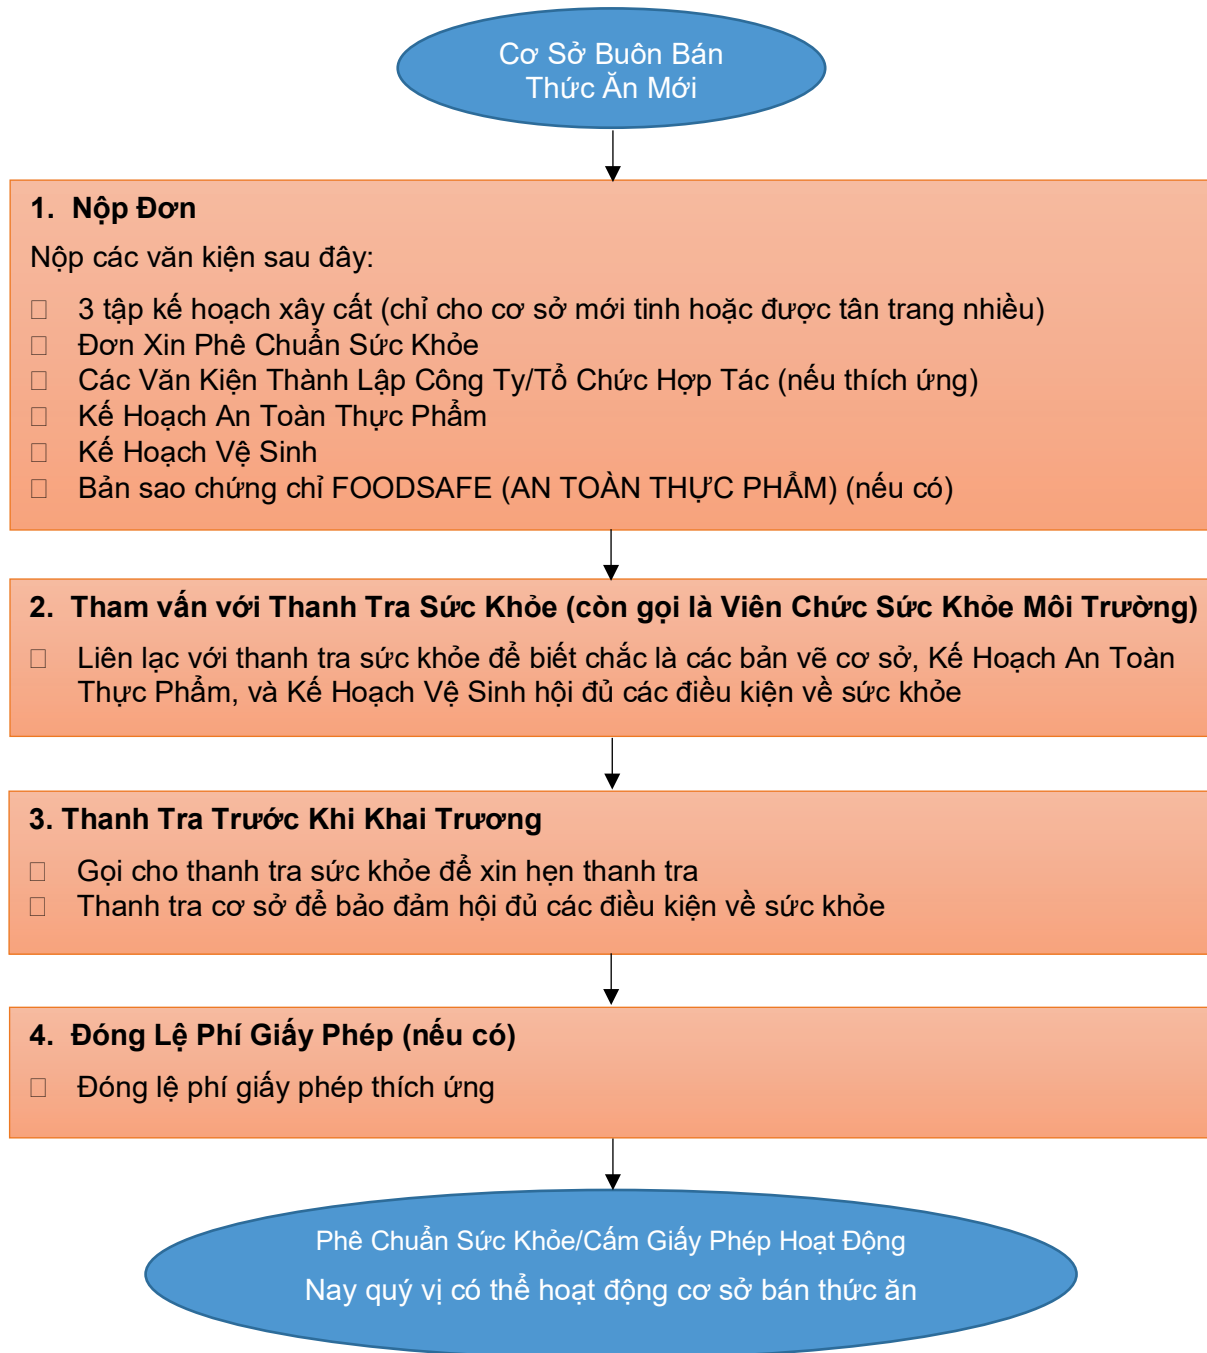 Cơ Sở Buôn Bán
Thức Ăn Mới
1. Nộp Đơn
Nộp các văn kiện sau đây:
□ 3 tập kế hoạch xây cất (chỉ cho cơ sở mới tinh hoặc được tân trang nhiều)
□ Đơn Xin Phê Chuẩn Sức Khỏe
□ Các Văn Kiện Thành Lập Công Ty/Tổ Chức Hợp Tác (nếu thích ứng)
□ Kế Hoạch An Toàn Thực Phẩm
□ Kế Hoạch Vệ Sinh
□ Bản sao chứng chỉ FOODSAFE (AN TOÀN THỰC PHẨM) (nếu có)
2. Tham vấn với Thanh Tra Sức Khỏe (còn gọi là Viên Chức Sức Khỏe Môi Trường)
□ Liên lạc với thanh tra sức khỏe để biết chắc là các bản vẽ cơ sở, Kế Hoạch An Toàn
Thực Phẩm, và Kế Hoạch Vệ Sinh hội đủ các điều kiện về sức khỏe
3. Thanh Tra Trước Khi Khai Trương
□ Gọi cho thanh tra sức khỏe để xin hẹn thanh tra
□ Thanh tra cơ sở để bảo đảm hội đủ các điều kiện về sức khỏe
4. Đóng Lệ Phí Giấy Phép (nếu có)
□ Đóng lệ phí giấy phép thích ứng
Phê Chuẩn Sức Khỏe/Cấm Giấy Phép Hoạt Động
Nay quý vị có thể hoạt động cơ sở bán thức ăn